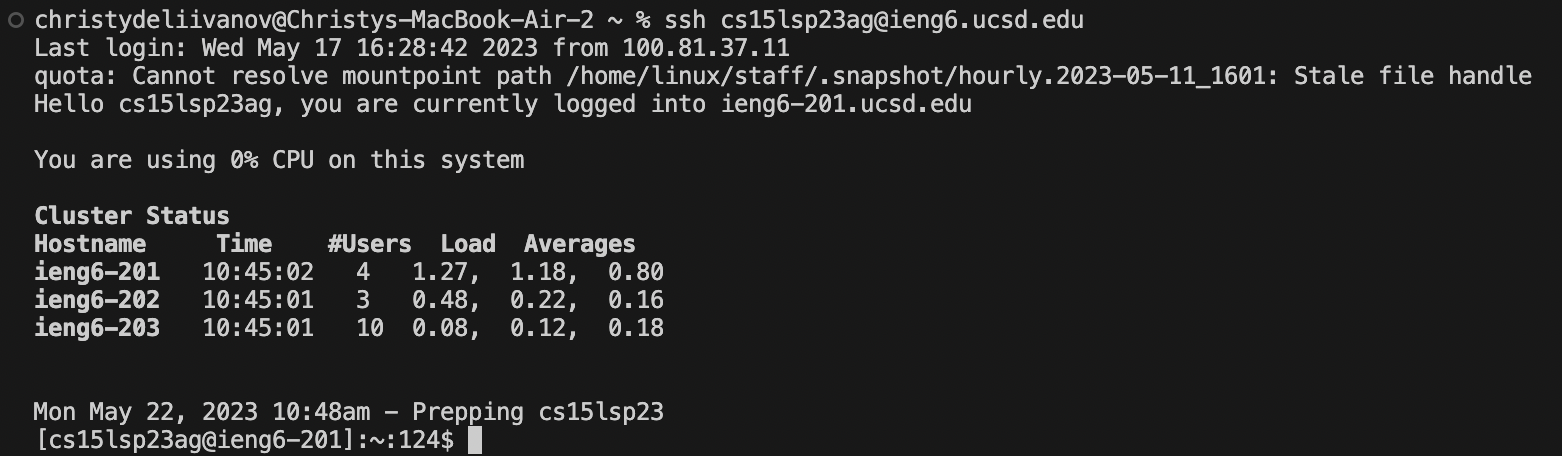 christydeliivanov@Christys-MacBook-Air-2 ~ % ssh cs15lsp23ag@ieng6.ucsd.edu
Last login: Wed May 17 16:28:42 2023 from 100.81.37.11
quota: Cannot resolve mountpoint path /home/linux/staff/.snapshot/hourly.2023-05-11_1601: Stale file handle
Hello cs15lsp23ag, you are currently logged into ieng6-201.ucsd.edu
You are using 0% CPU on this system
Cluster Status
Hostname     Time    #Users  Load  Averages
ieng6-201   10:45:02   4   1.27,  1.18,  0.80
ieng6-202   10:45:01   3   0.48,  0.22,  0.16
ieng6-203   10:45:01   10  0.08,  0.12,  0.18
Mon May 22, 2023 10:48am - Prepping cs15lsp23
[cs15lsp23ag@ieng6-201]:~:124$